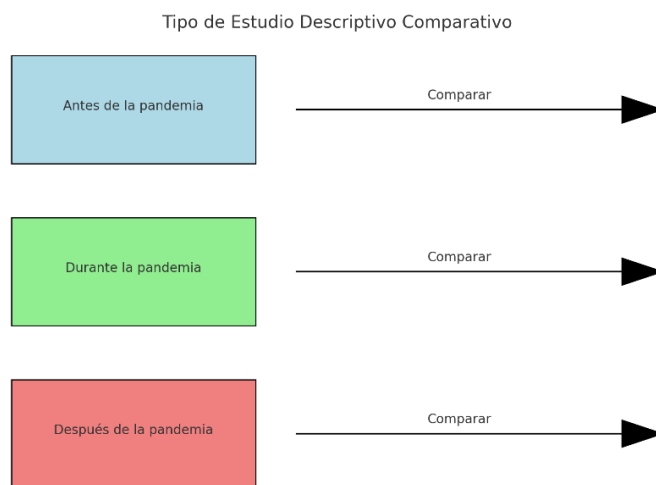 Tipo de Estudio Descriptivo Comparativo
Antes de la pandemia
Comparar
Durante la pandemia
Comparar
Después de la pandemia
Comparar